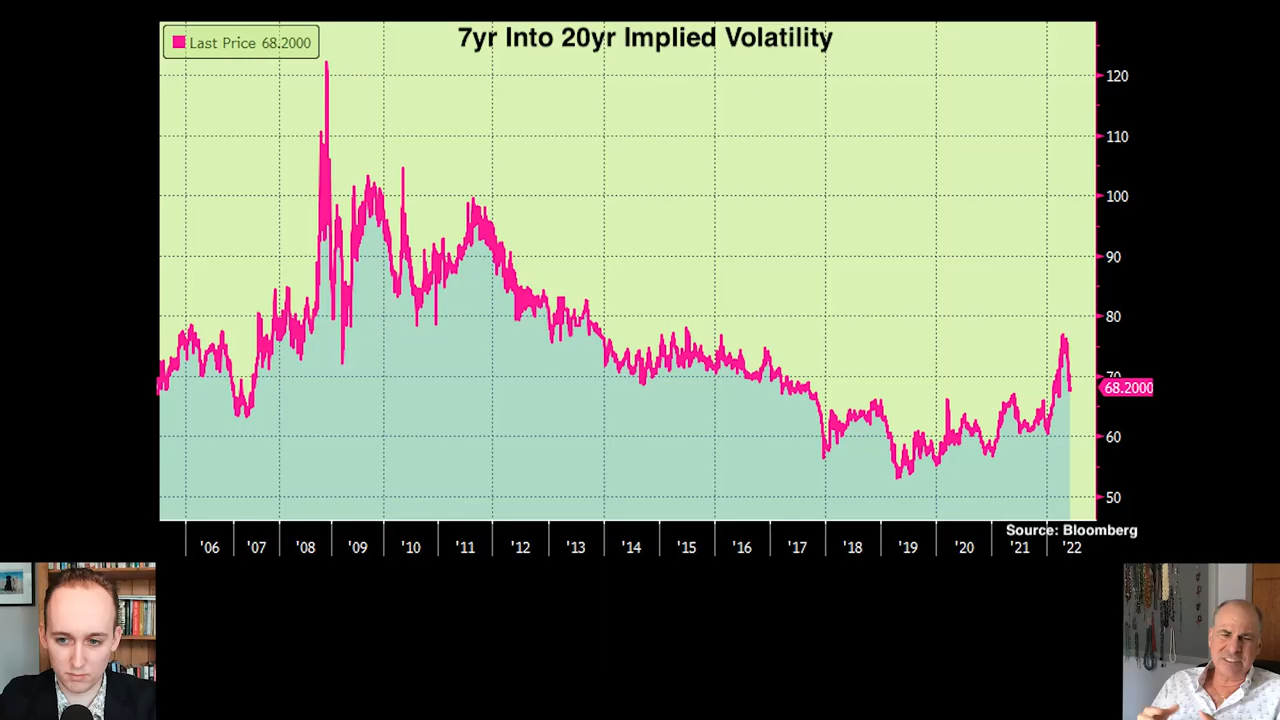 7yr Into 20yr Implied Volatility
Last Price 68.2000
120
110
100
90
80
70
68.2000
60
50
Source: Bloomberg
'06 '07 '08 '09 '10 '11 '12 '13 '14 '15 '16 '17 '18 '19 '20 '21 '22